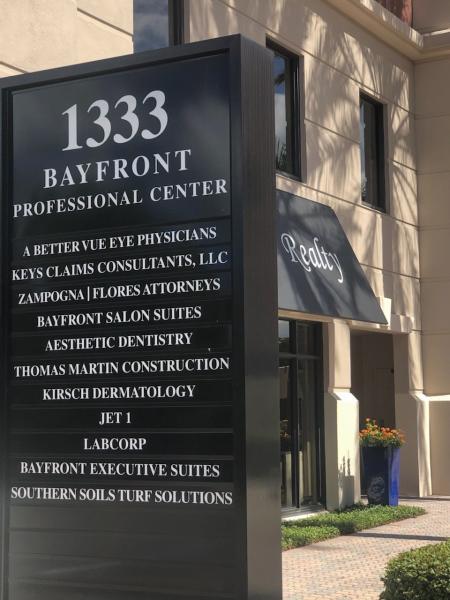 1333
BAYFRONT
PROFESSIONAL CENTER
A BETTER VUE EYE PHYSICIANS
KEYS CLAIMS CONSULTANTS, LLC
ZAMPOGNA | FLORES ATTORNEYS
BAYFRONT SALON SUITES
AESTHETIC DENTISTRY
THOMAS MARTIN CONSTRUCTION
KIRSCH DERMATOLOGY
JET 1
LABCORP
BAYFRONT EXECUTIVE SUITES
SOUTHERN SOILS TURF SOLUTIONS
Realty